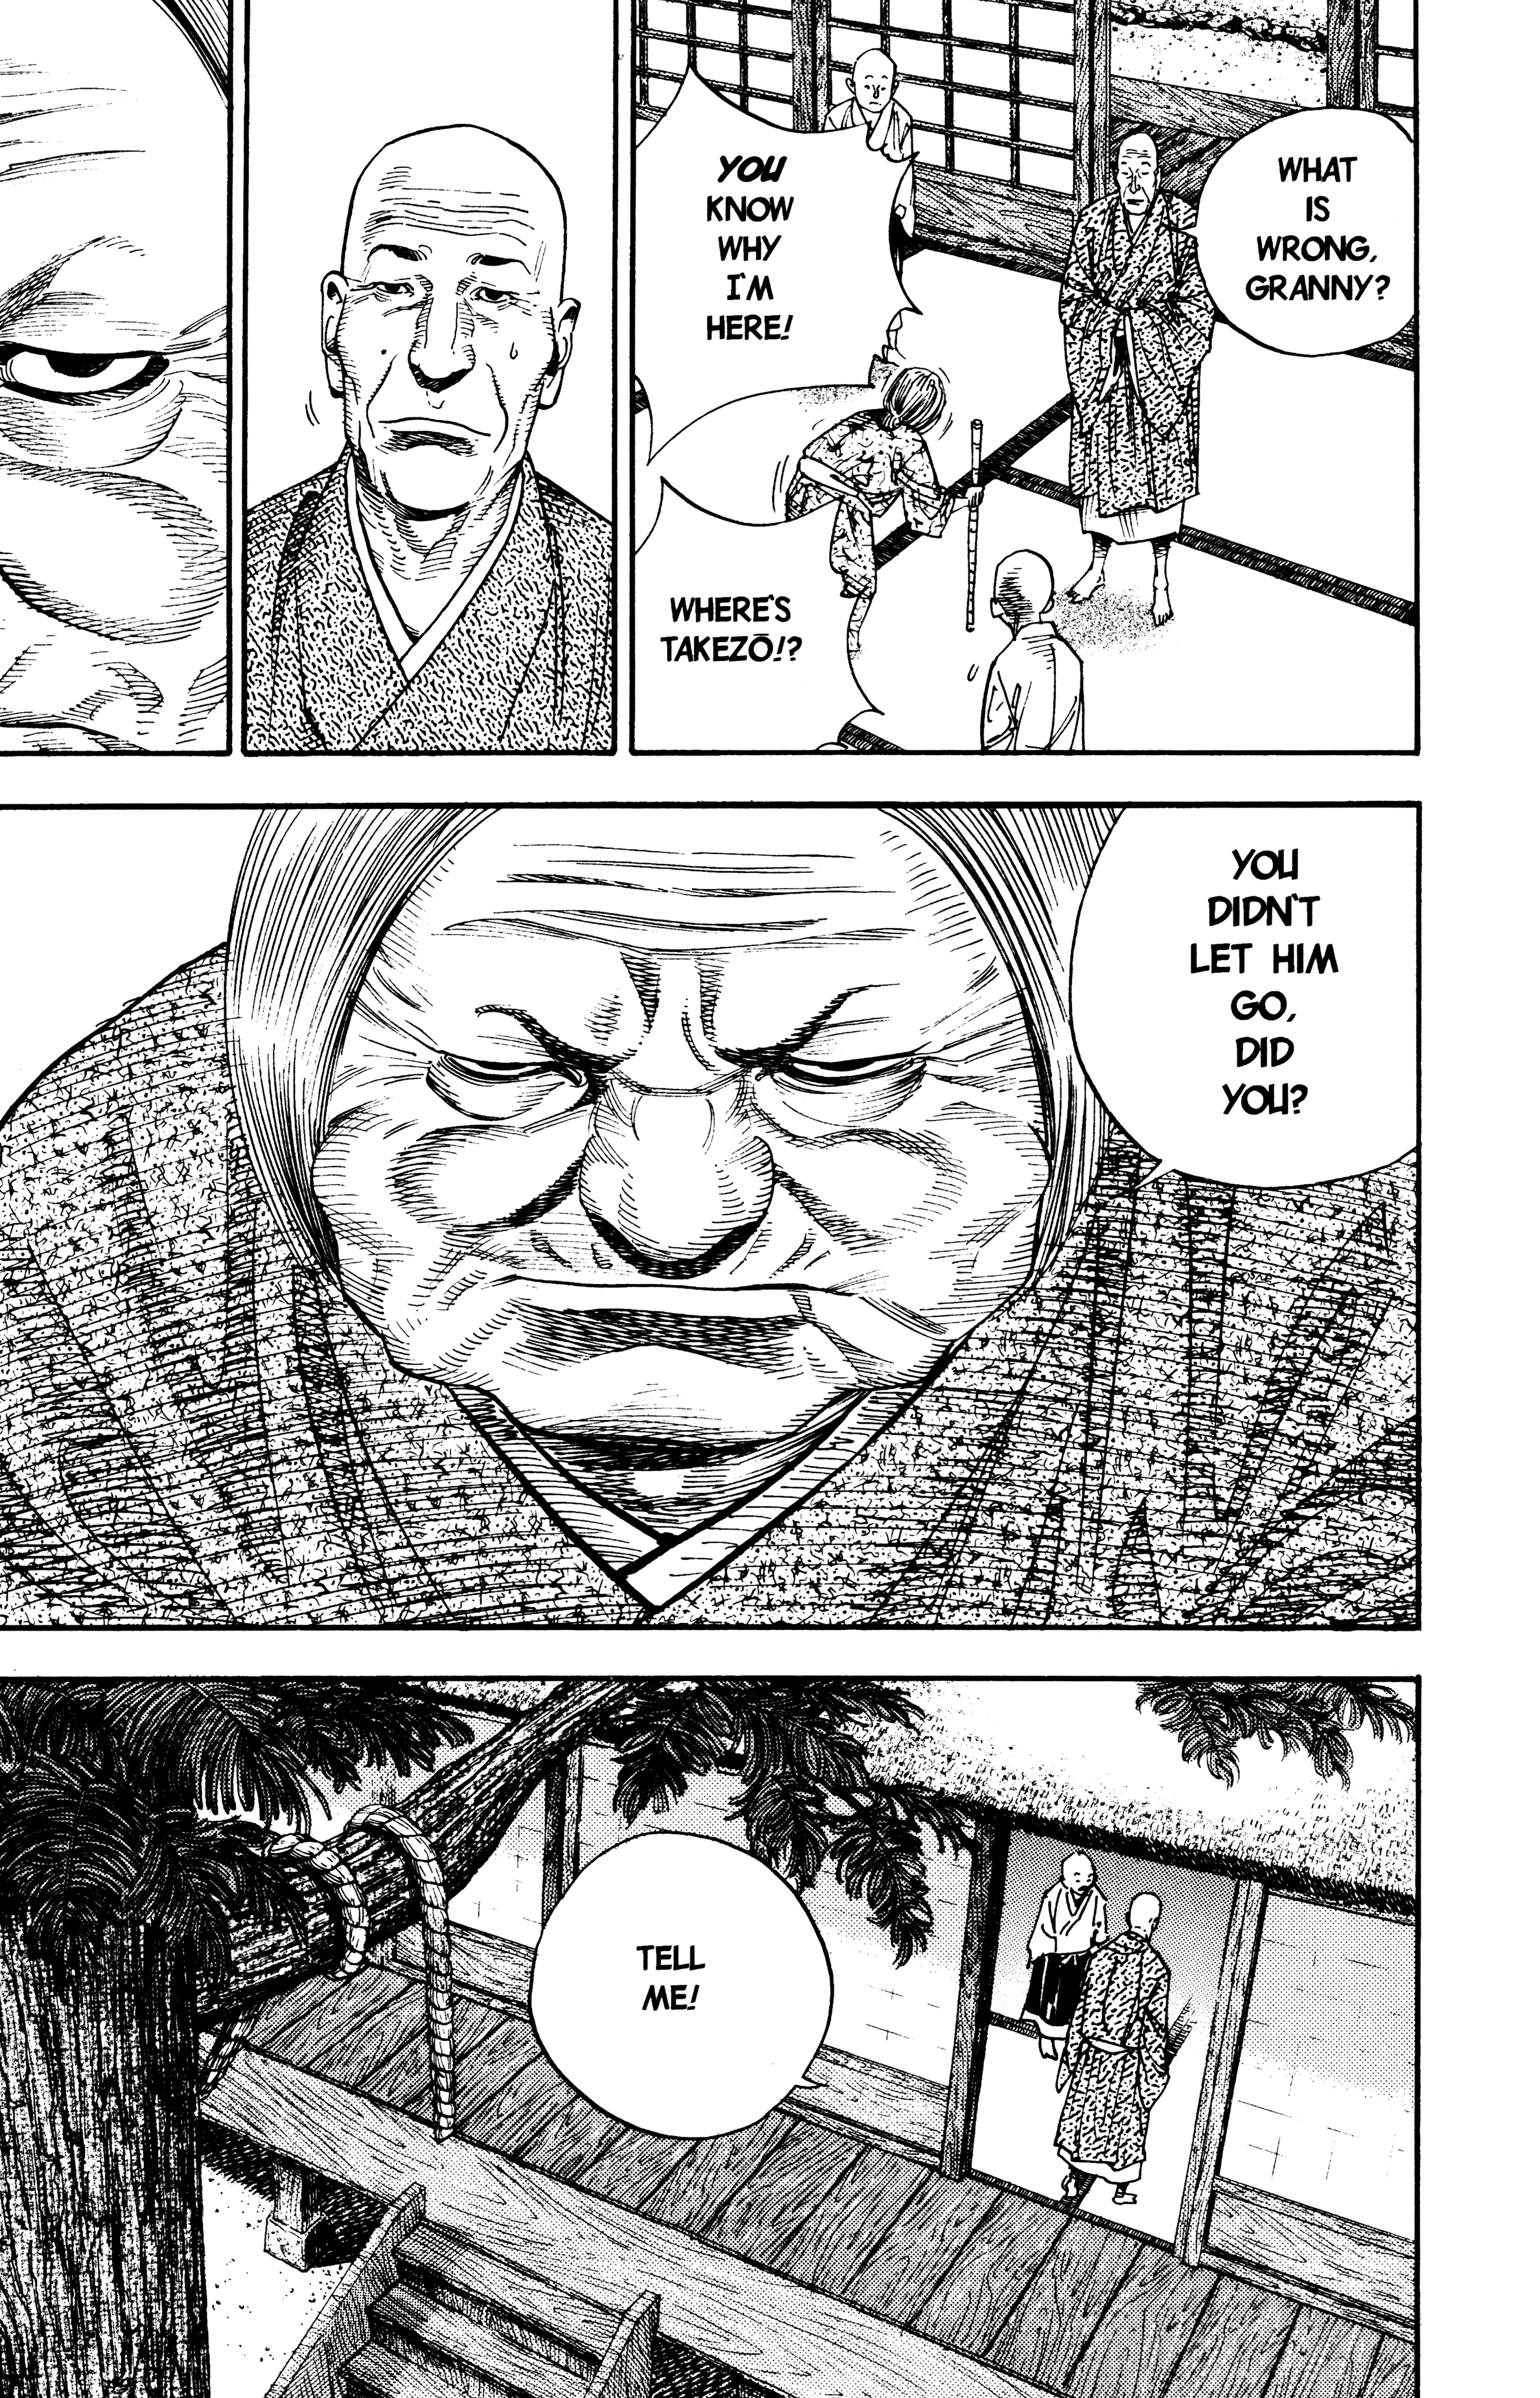 WHAT
IS
WRONG,
GRANNY?
YOU
KNOW
WHY
I'M
HERE!
WHERE'S
TAKEZŌ!?
YOU
DIDN'T
LET HIM
GO,
DID
YOU?
TELL
ME!